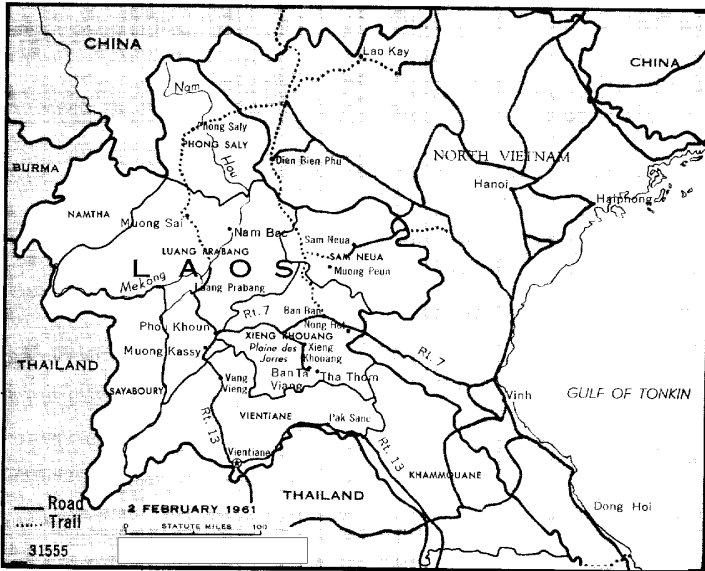 CHINA
Lao Kay
CHINA
Nam
Hou
Phong Saly
PHONG SALY
BURMA
Dien Bien Phu
NORTH VIETNAM
Hanoi
Haiphong
NAMTHA
Muong Sai
Nam Bac
Sam Neua
SAM NEUA
Muong Peun
LUANG PRABANG
LAOS
Mekong
Luang Prabang
Rt. 7
Ban Ban
Nong Het
Phou Khoun
XIENG KHOUANG
Plaine des
Jarres
Xieng
Khouang
Muong Kassy
Rt. 7
THAILAND
SAYABOURY
Vang
Vieng
Ban Ta
Viang
Tha Thom
Vinh
GULF OF TONKIN
Rt. 13
VIENTIANE
Pak Sane
Rt. 13
Vientiane
KHAMMOUANE
THAILAND
Dong Hoi
Road
Trail
2 FEBRUARY 1961
0 STATUTE MILES 100
31555